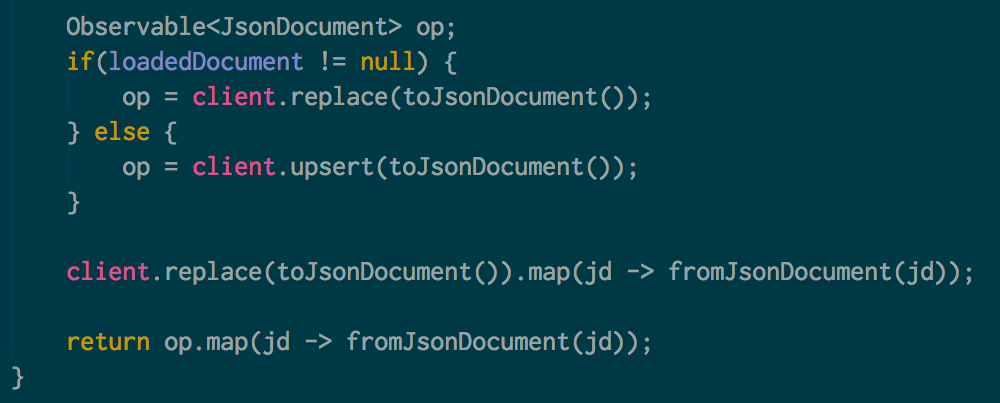 Observable<JsonDocument> op;
if(loadedDocument != null) {
    op = client.replace(toJsonDocument());
} else {
    op = client.upsert(toJsonDocument());
}

client.replace(toJsonDocument()).map(jd -> fromJsonDocument(jd));

return op.map(jd -> fromJsonDocument(jd));
}